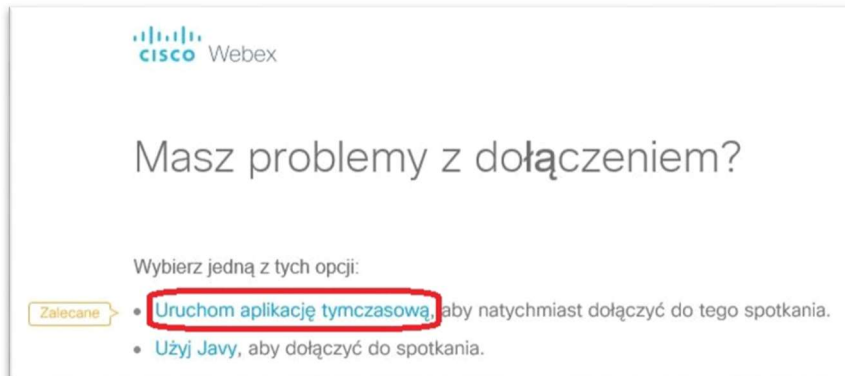 CISCO Webex
Masz problemy z dołączeniem?
Wybierz jedną z tych opcji:
Zalecane • Uruchom aplikację tymczasową, aby natychmiast dołączyć do tego spotkania.
• Użyj Javy, aby dołączyć do spotkania.